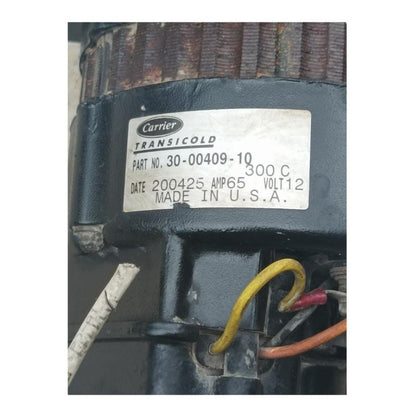 Carrier
TRANSICOLD
PART NO. 30-00409-10
300 C
DATE 200425 AMP65 VOLT12
MADE IN U.S.A.